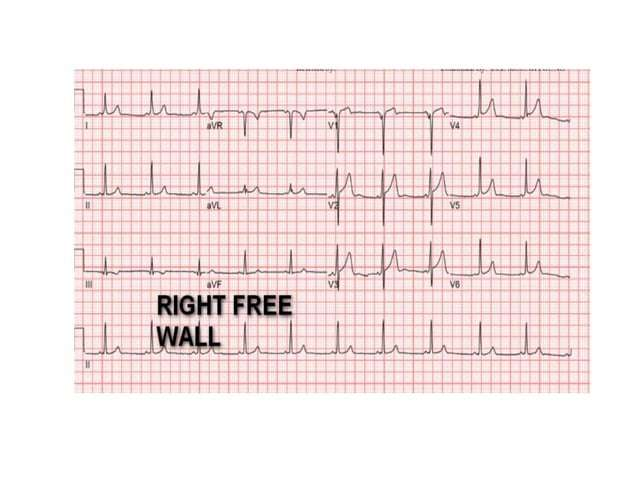 I aVR V1 V4
II aVL V2 V5
III aVF V3 V6
RIGHT FREE
WALL
II